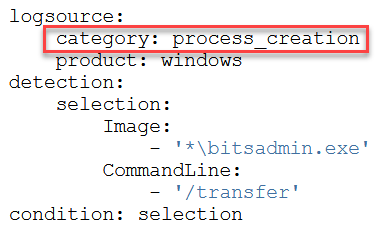 logsource:
    category: process_creation
    product: windows
detection:
    selection:
        Image:
            - '*\bitsadmin.exe'
        CommandLine:
            - '/transfer'
condition: selection